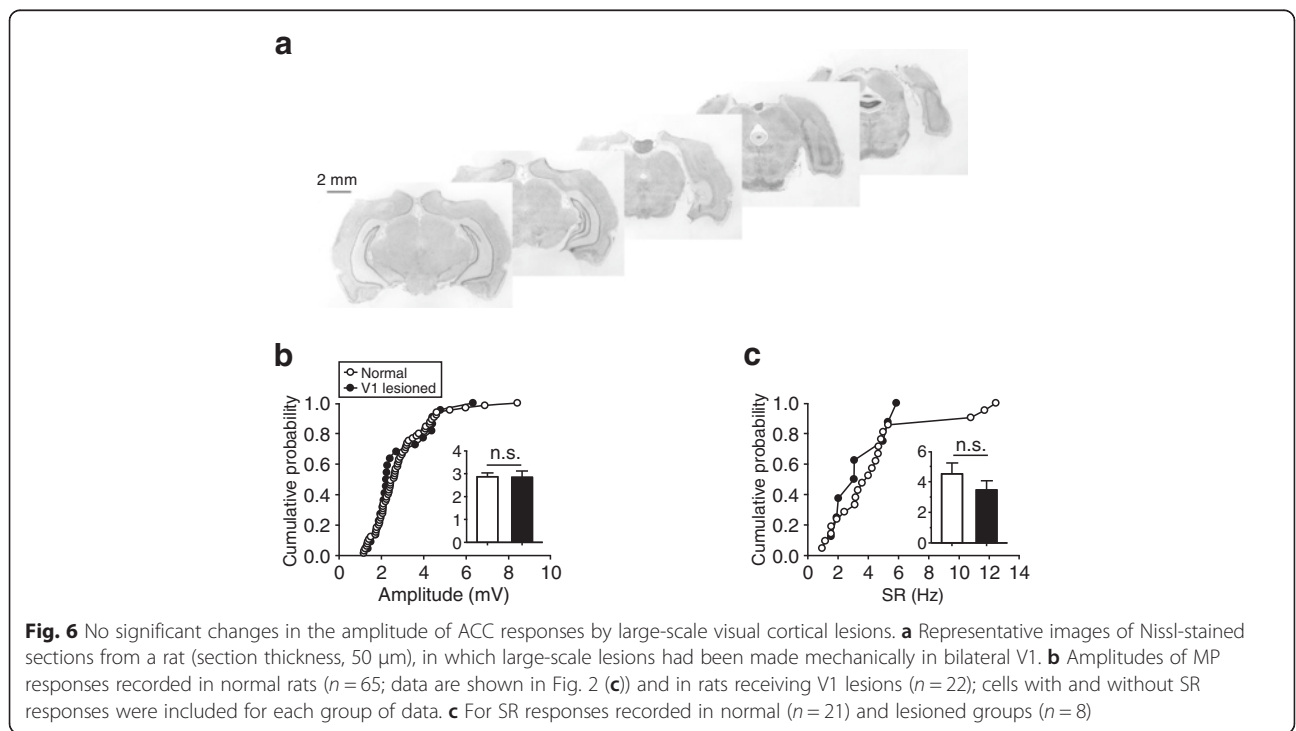 a
2 mm
b
Normal
V1 lesioned
1.0
0.8
0.6
0.4
0.2
0.0
Cumulative probability
0 2 4 6 8 10
Amplitude (mV)
n.s.
4
3
2
1
0
c
1.0
0.8
0.6
0.4
0.2
0.0
Cumulative probability
0 2 4 6 8 10 12 14
SR (Hz)
n.s.
6
4
2
0
Fig. 6 No significant changes in the amplitude of ACC responses by large-scale visual cortical lesions. a Representative images of Nissl-stained
sections from a rat (section thickness, 50 μm), in which large-scale lesions had been made mechanically in bilateral V1. b Amplitudes of MP
responses recorded in normal rats (n = 65; data are shown in Fig. 2 (c)) and in rats receiving V1 lesions (n = 22); cells with and without SR
responses were included for each group of data. c For SR responses recorded in normal (n = 21) and lesioned groups (n = 8)